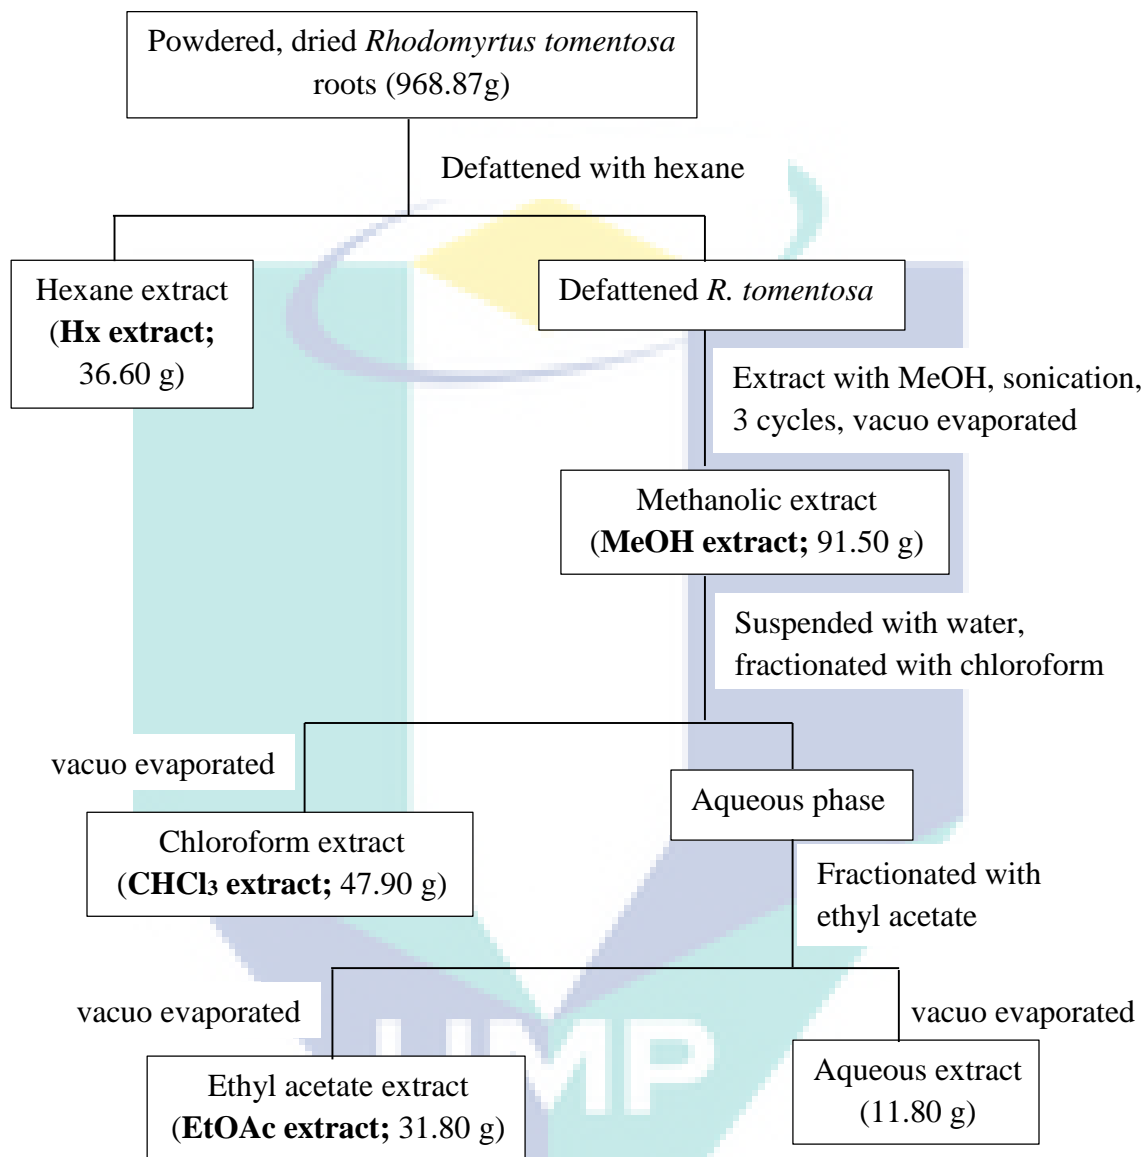 Powdered, dried Rhodomyrtus tomentosa
roots (968.87g)
Defattened with hexane
Hexane extract
(Hx extract;
36.60 g)
Defattened R. tomentosa
Extract with MeOH, sonication,
3 cycles, vacuo evaporated
Methanolic extract
(MeOH extract; 91.50 g)
Suspended with water,
fractionated with chloroform
vacuo evaporated
Aqueous phase
Chloroform extract
(CHCl₃ extract; 47.90 g)
Fractionated with
ethyl acetate
vacuo evaporated
vacuo evaporated
Ethyl acetate extract
(EtOAc extract; 31.80 g)
Aqueous extract
(11.80 g)
UMP